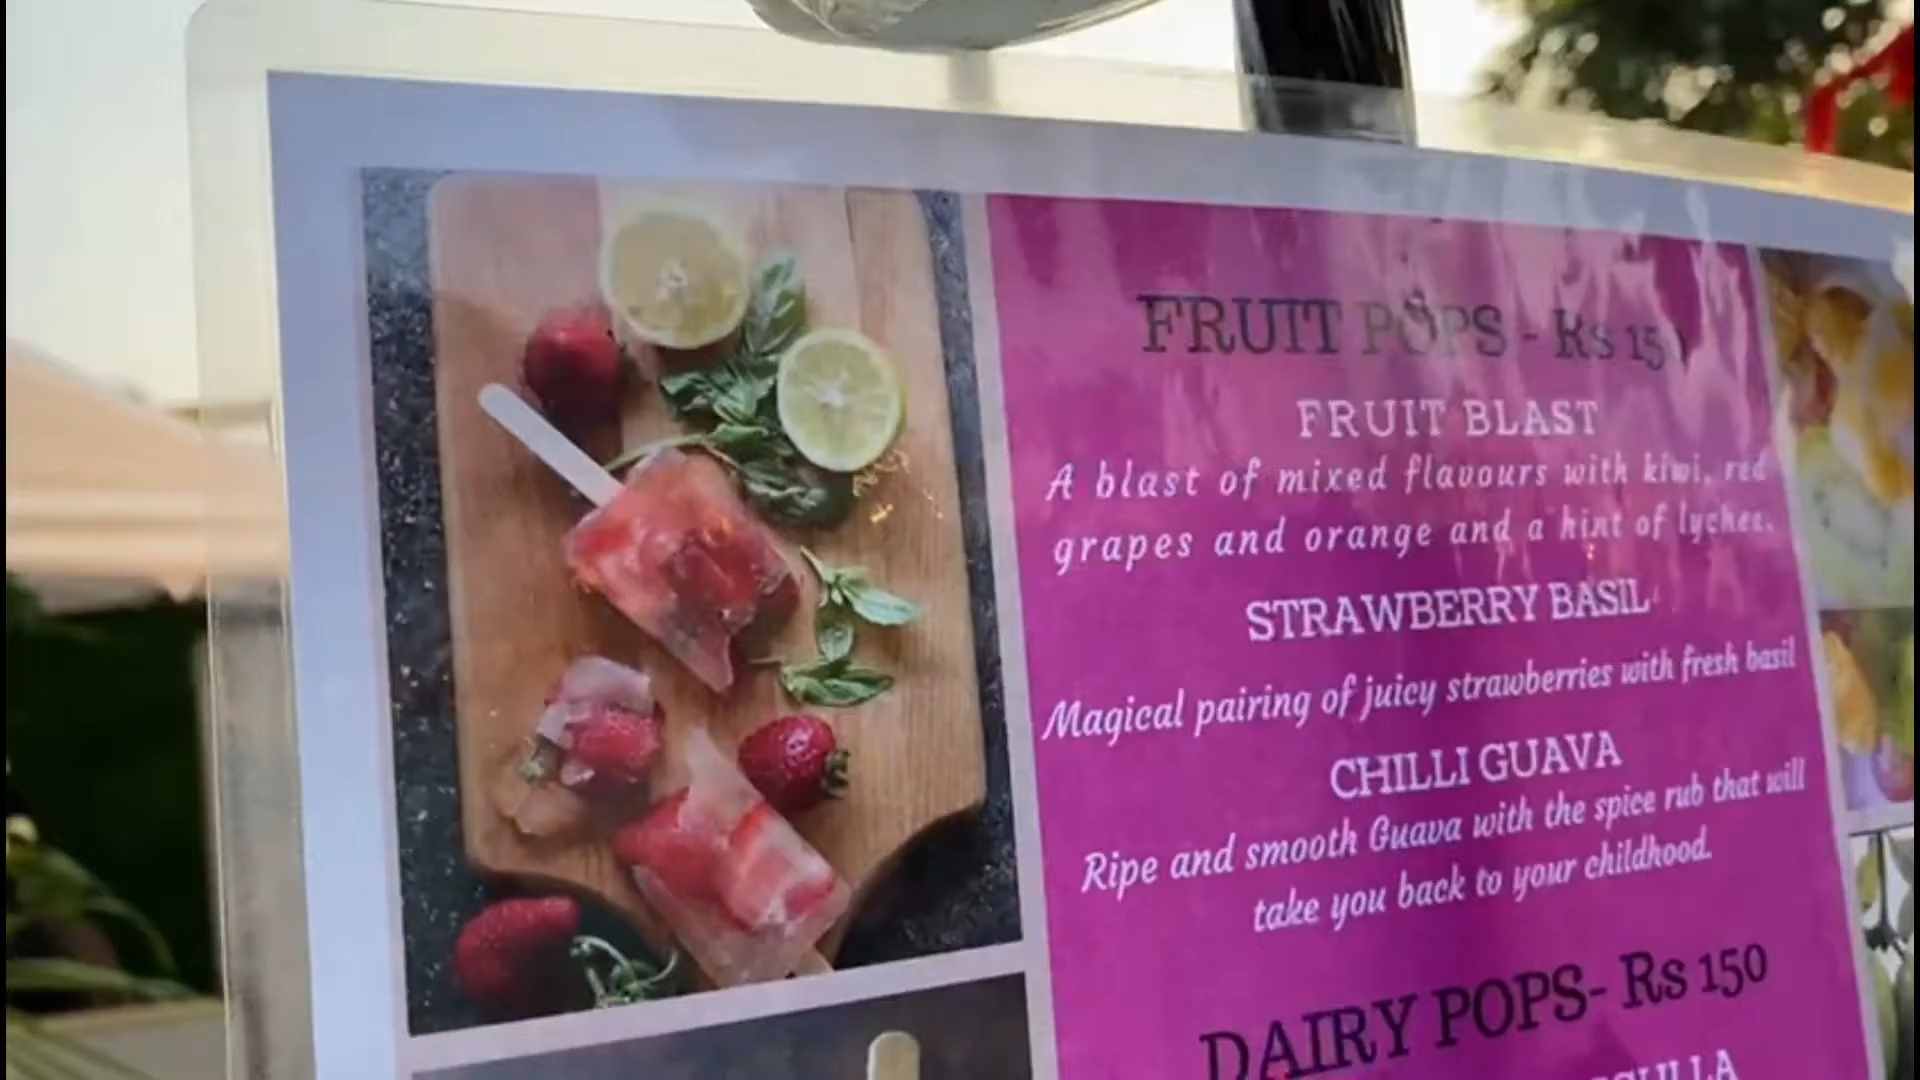 FRUIT POPS - Rs 150
FRUIT BLAST
A blast of mixed flavours with kiwi, red
grapes and orange and a hint of lychee.
STRAWBERRY BASIL
Magical pairing of juicy strawberries with fresh basil
CHILLI GUAVA
Ripe and smooth Guava with the spice rub that will
take you back to your childhood.
DAIRY POPS- Rs 150